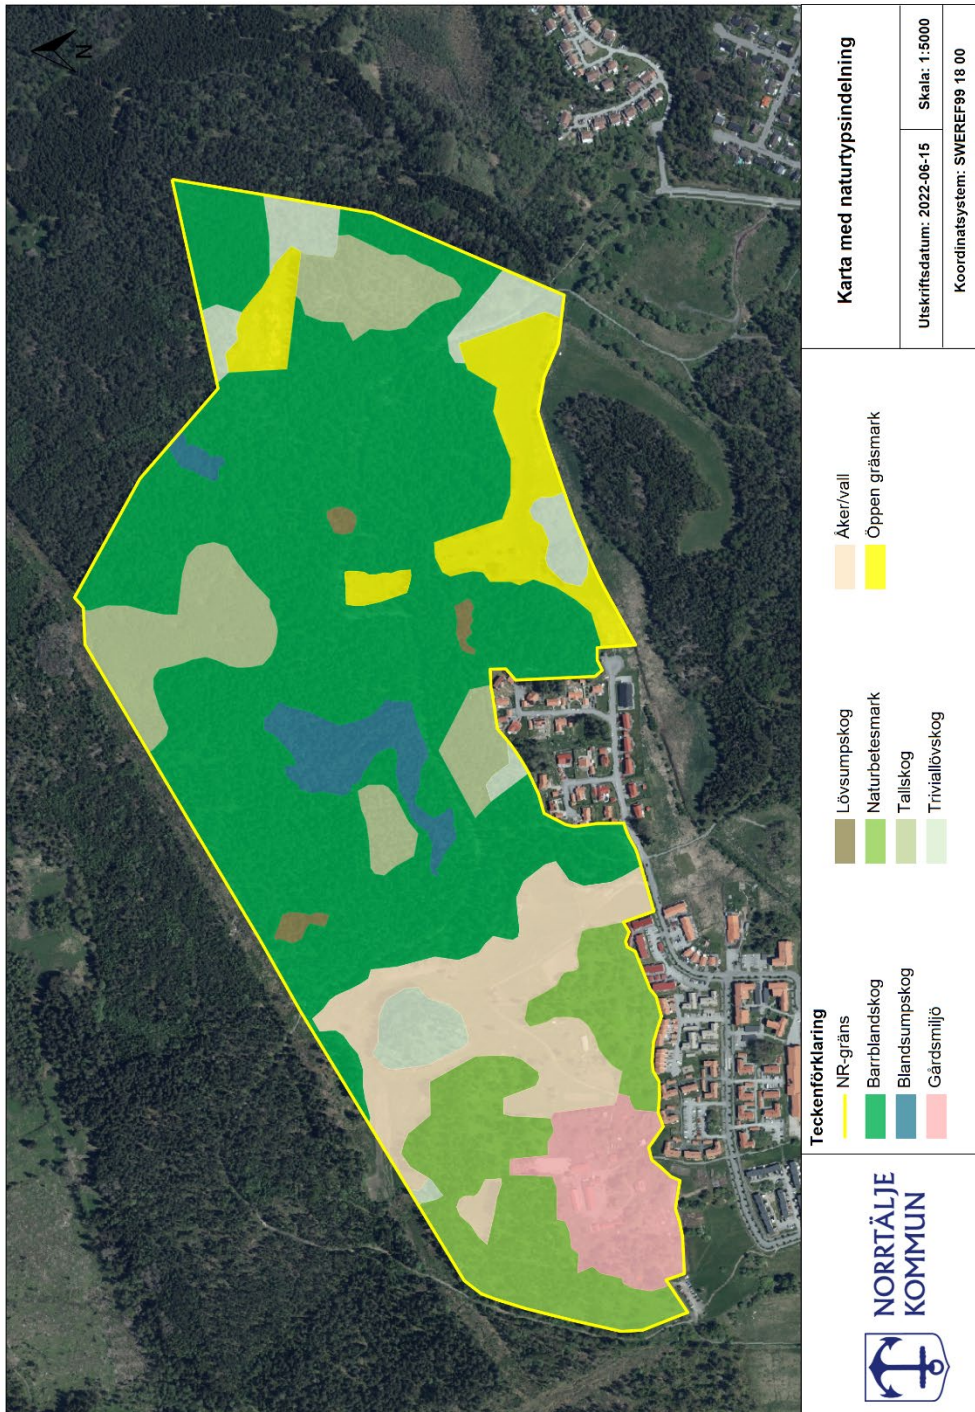 N
NORRTÄLJE
KOMMUN
Teckenförklaring
NR-gräns
Barrblandskog
Blandsumpskog
Gårdsmiljö
Lövsumpskog
Naturbetesmark
Tallskog
Triviallövskog
Åker/vall
Öppen gräsmark
Karta med naturtypsindelning
Utskriftsdatum: 2022-06-15
Skala: 1:5000
Koordinatsystem: SWEREF99 18 00